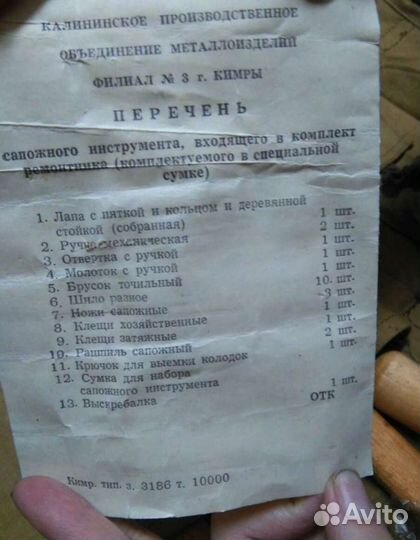 КАЛИНИНСКОЕ ПРОИЗВОДСТВЕННОЕ
ОБЪЕДИНЕНИЕ МЕТАЛЛОИЗДЕЛИЙ
ФИЛИАЛ № 3 г. КИМРЫ
ПЕРЕЧЕНЬ
сапожного инструмента, входящего в комплект
ремонтника (комплектуемого в специальной
сумке)
1. Лапа с пяткой и кольцом и деревянной
стойкой (собранная) 1 шт.
2. Ручка механическая 2 шт.
3. Отвертка с ручкой 1 шт.
4. Молоток с ручкой 1 шт.
5. Брусок точильный 1 шт.
6. Шило разное 10. шт.
7. Ножи сапожные 3 шт.
8. Клещи хозяйственные 1 шт.
9. Клещи затяжные 1 шт.
10. Рашпиль сапожный 2 шт.
11. Крючок для выемки колодок 1 шт.
12. Сумка для набора
сапожного инструмента 1 шт.
13. Выскребалка ОТК
Кимр. тип. з. 3186 т. 10000
Avito